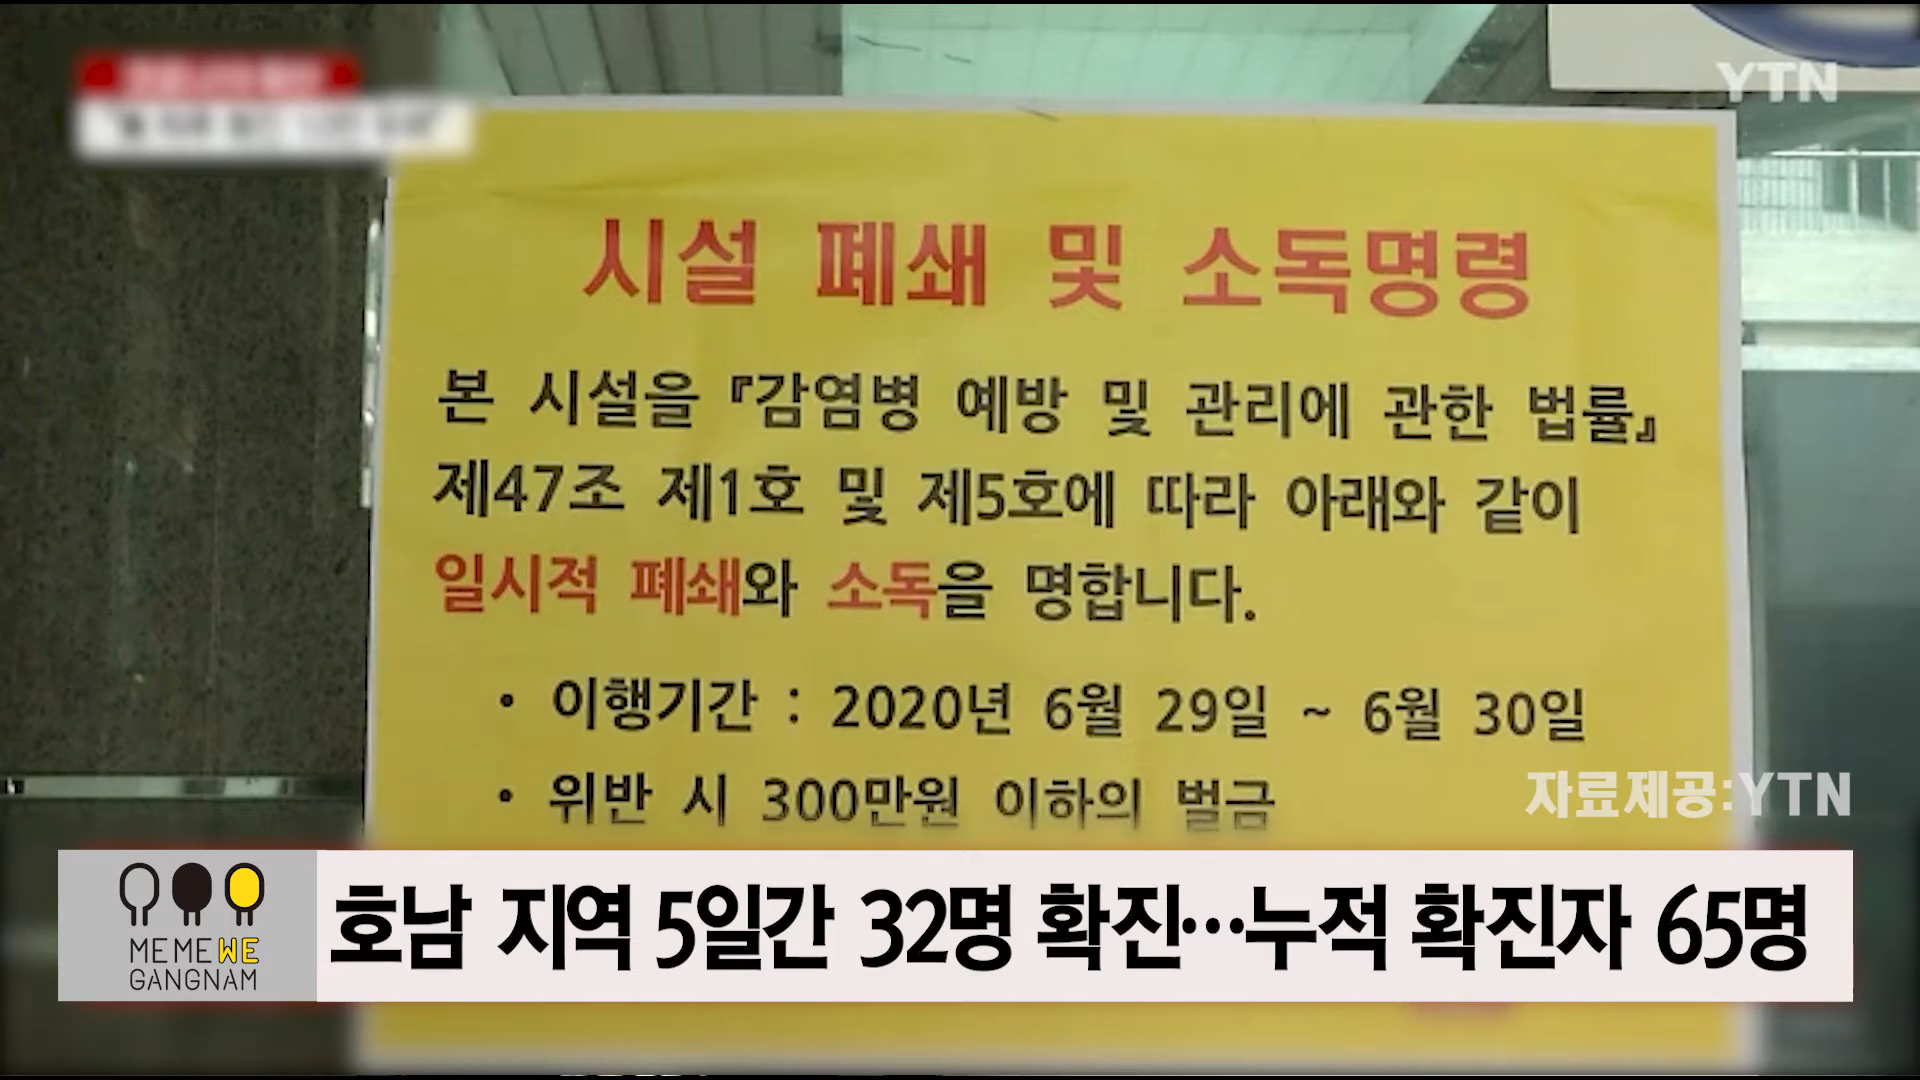 YTN
시설 폐쇄 및 소독명령
본 시설을 『감염병 예방 및 관리에 관한 법률』
제47조 제1호 및 제5호에 따라 아래와 같이
일시적 폐쇄와 소독을 명합니다.
• 이행기간 : 2020년 6월 29일 ~ 6월 30일
• 위반 시 300만원 이하의 벌금
자료제공:YTN
MEMEWE
GANGNAM
호남 지역 5일간 32명 확진…누적 확진자 65명